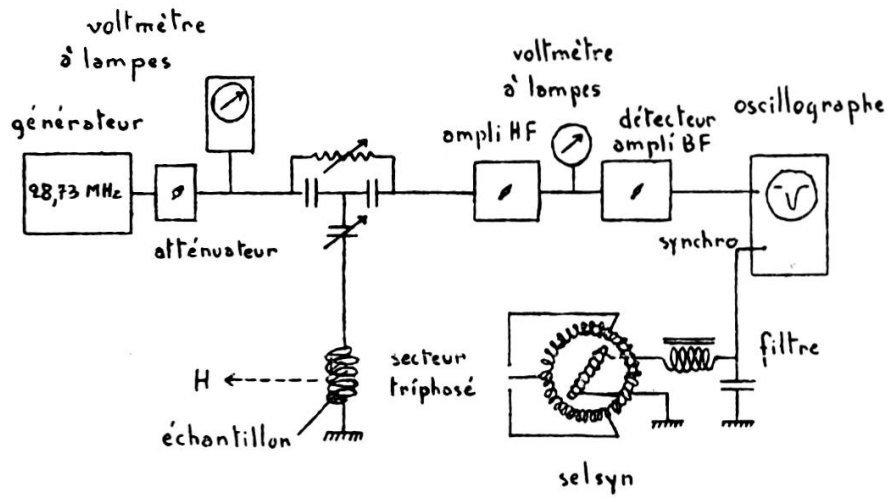 voltmètre
à lampes
générateur
28,73 MHz
atténuateur
ampli HF
voltmètre
à lampes
détecteur
ampli BF
oscillographe
synchro
H
échantillon
secteur
triphasé
filtre
selsyn